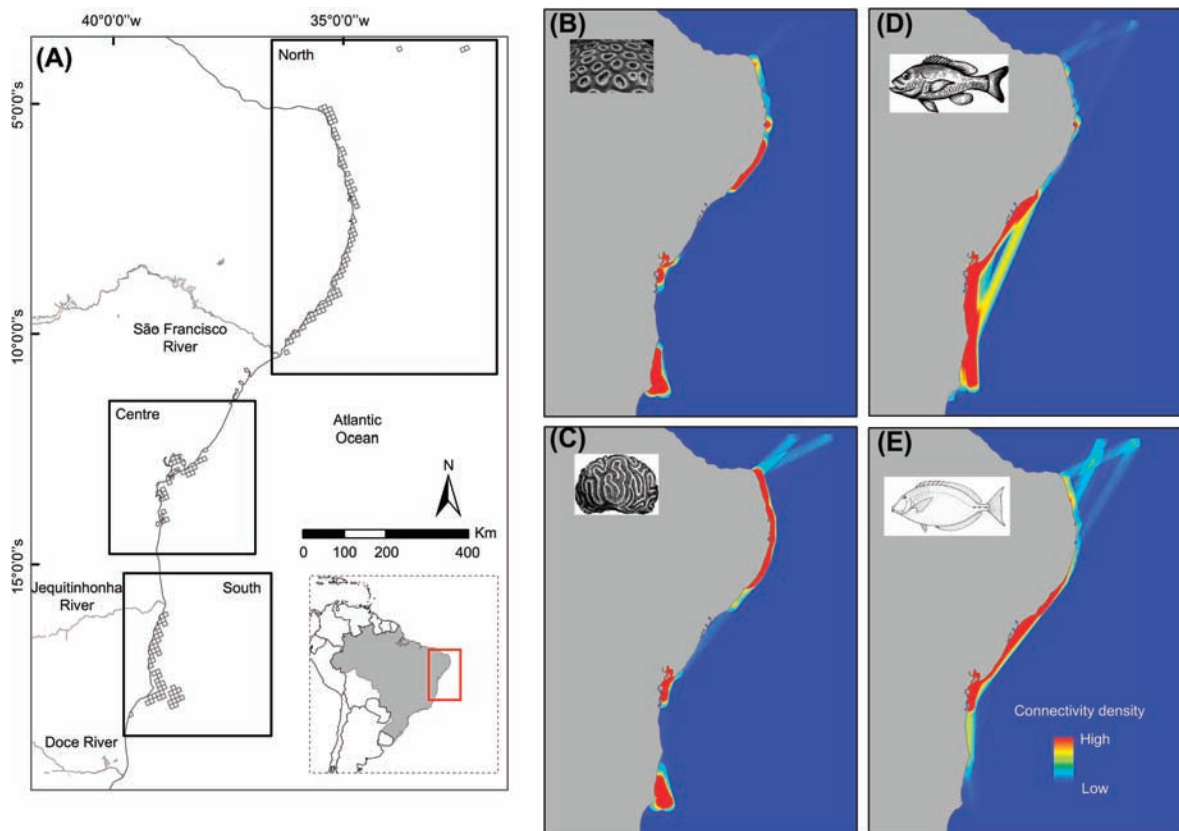 40°0'0"w
35°0'0"w
(A)
North
5°0'0"s
São Francisco
River
10°0'0"s
Centre
Atlantic
Ocean
N
Km
0 100 200 400
15°0'0"s
Jequitinhonha
River
South
Doce River
(B)
(D)
(C)
(E)
Connectivity density
High
Low